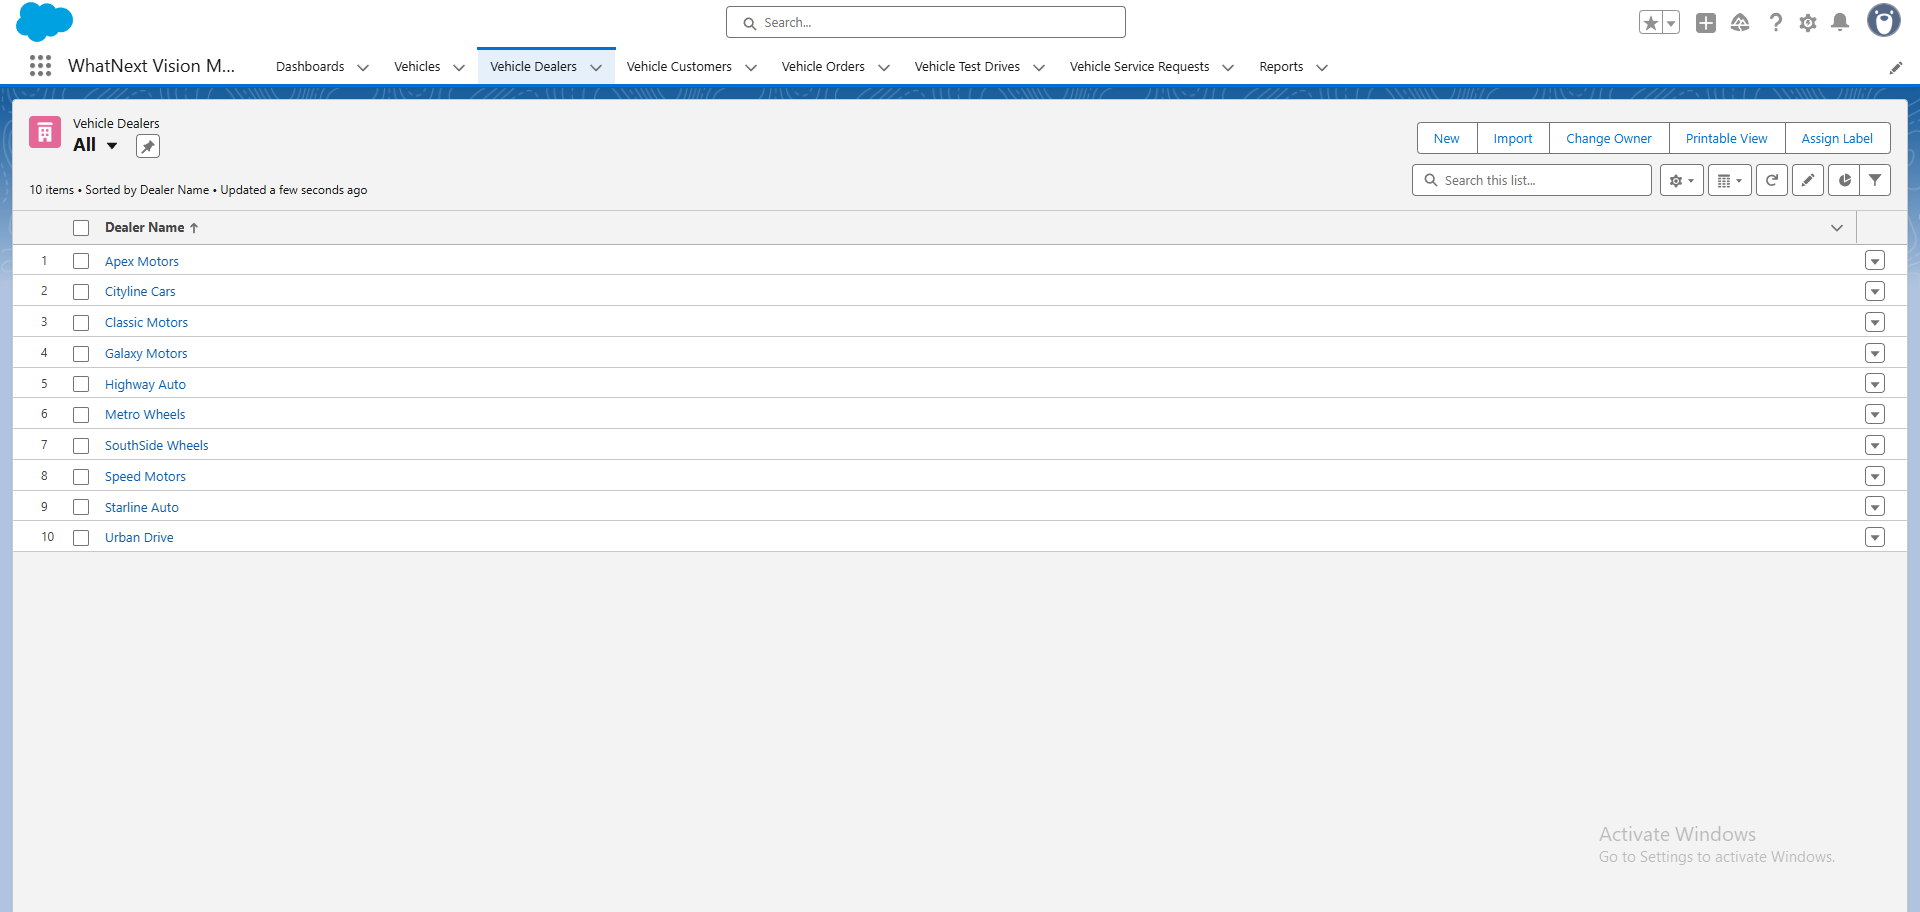 Search...
WhatNext Vision M...
Dashboards
Vehicles
Vehicle Dealers
Vehicle Customers
Vehicle Orders
Vehicle Test Drives
Vehicle Service Requests
Reports
Vehicle Dealers
All
New
Import
Change Owner
Printable View
Assign Label
10 items • Sorted by Dealer Name • Updated a few seconds ago
Search this list...
Dealer Name
1 Apex Motors
2 Cityline Cars
3 Classic Motors
4 Galaxy Motors
5 Highway Auto
6 Metro Wheels
7 SouthSide Wheels
8 Speed Motors
9 Starline Auto
10 Urban Drive
Activate Windows
Go to Settings to activate Windows.